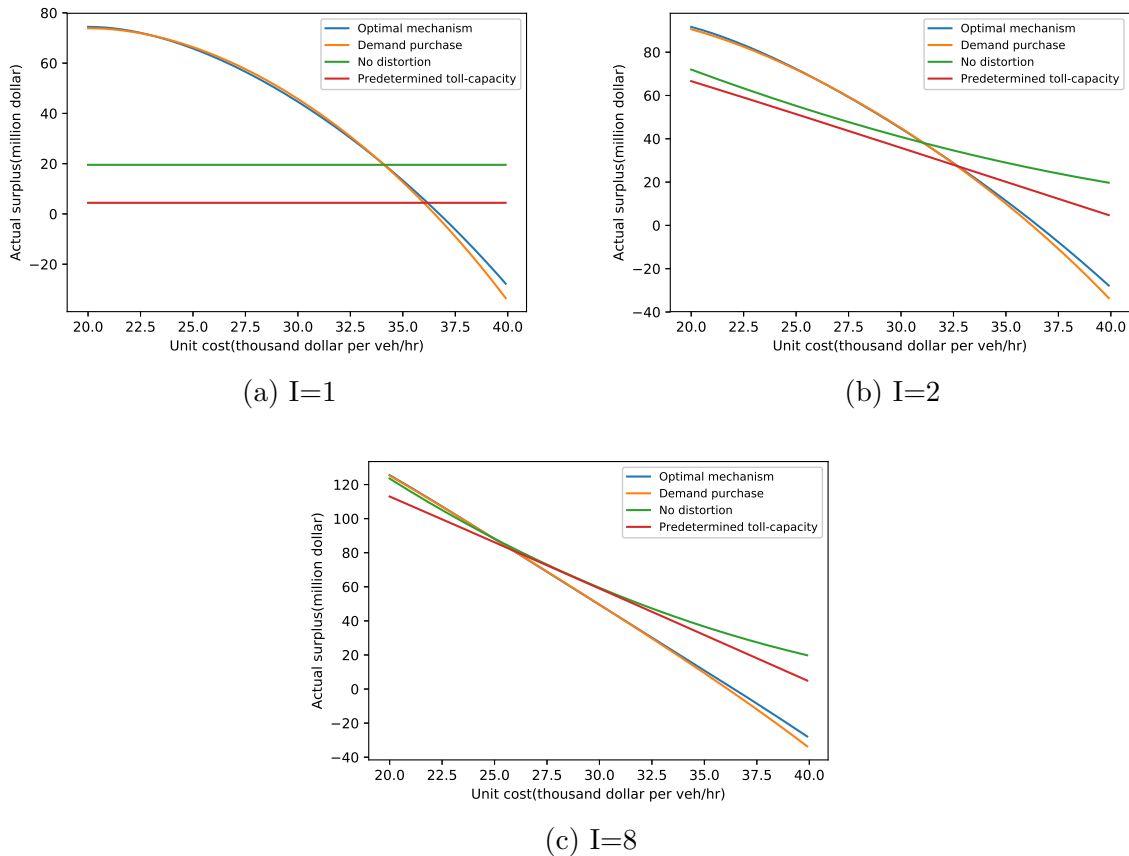 80
60
40
20
0
−20
Actual surplus(million dollar)
Optimal mechanism
Demand purchase
No distortion
Predetermined toll-capacity
20.0 22.5 25.0 27.5 30.0 32.5 35.0 37.5 40.0
Unit cost(thousand dollar per veh/hr)
(a) I=1
80
60
40
20
0
−20
−40
Actual surplus(million dollar)
Optimal mechanism
Demand purchase
No distortion
Predetermined toll-capacity
20.0 22.5 25.0 27.5 30.0 32.5 35.0 37.5 40.0
Unit cost(thousand dollar per veh/hr)
(b) I=2
120
100
80
60
40
20
0
−20
−40
Actual surplus(million dollar)
Optimal mechanism
Demand purchase
No distortion
Predetermined toll-capacity
20.0 22.5 25.0 27.5 30.0 32.5 35.0 37.5 40.0
Unit cost(thousand dollar per veh/hr)
(c) I=8